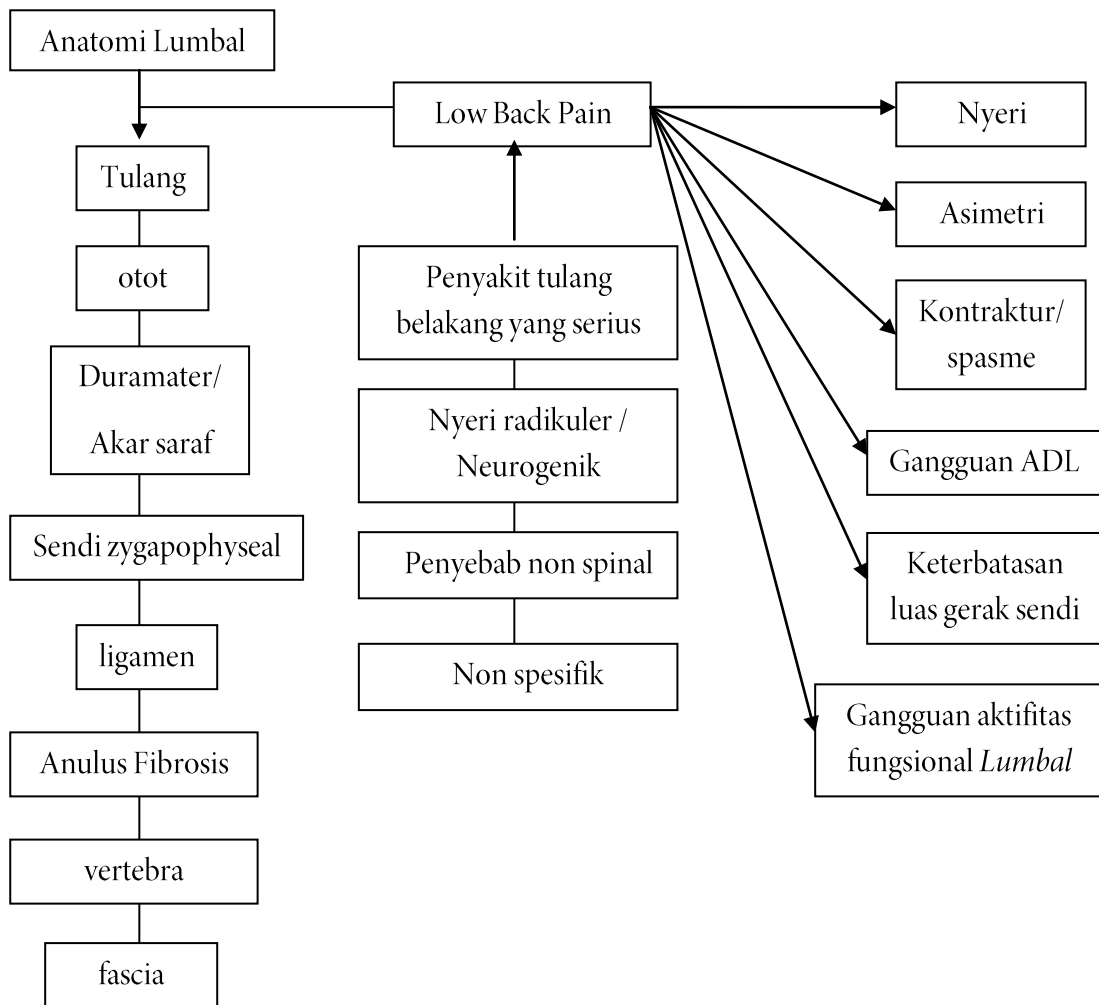 Anatomi Lumbal
Tulang
otot
Duramater/
Akar saraf
Sendi zygapophyseal
ligamen
Anulus Fibrosis
vertebra
fascia
Low Back Pain
Penyakit tulang
belakang yang serius
Nyeri radikuler /
Neurogenik
Penyebab non spinal
Non spesifik
Nyeri
Asimetri
Kontraktur/
spasme
Gangguan ADL
Keterbatasan
luas gerak sendi
Gangguan aktifitas
fungsional Lumbal